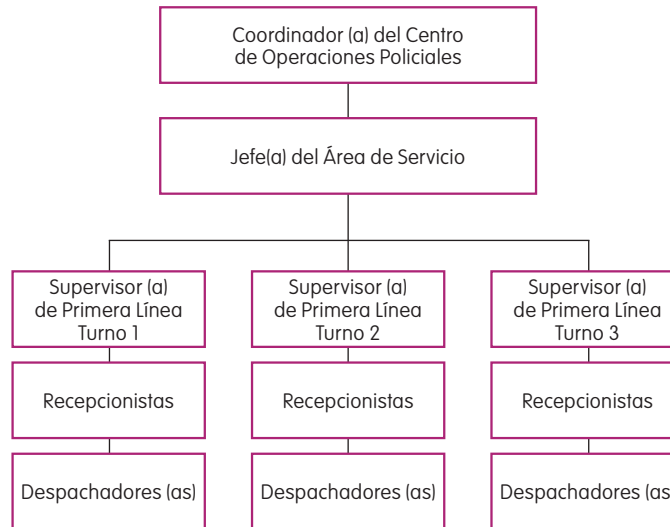 Coordinador (a) del Centro
de Operaciones Policiales
Jefe(a) del Área de Servicio
Supervisor (a)
de Primera Línea
Turno 1
Supervisor (a)
de Primera Línea
Turno 2
Supervisor (a)
de Primera Línea
Turno 3
Recepcionistas
Recepcionistas
Recepcionistas
Despachadores (as)
Despachadores (as)
Despachadores (as)